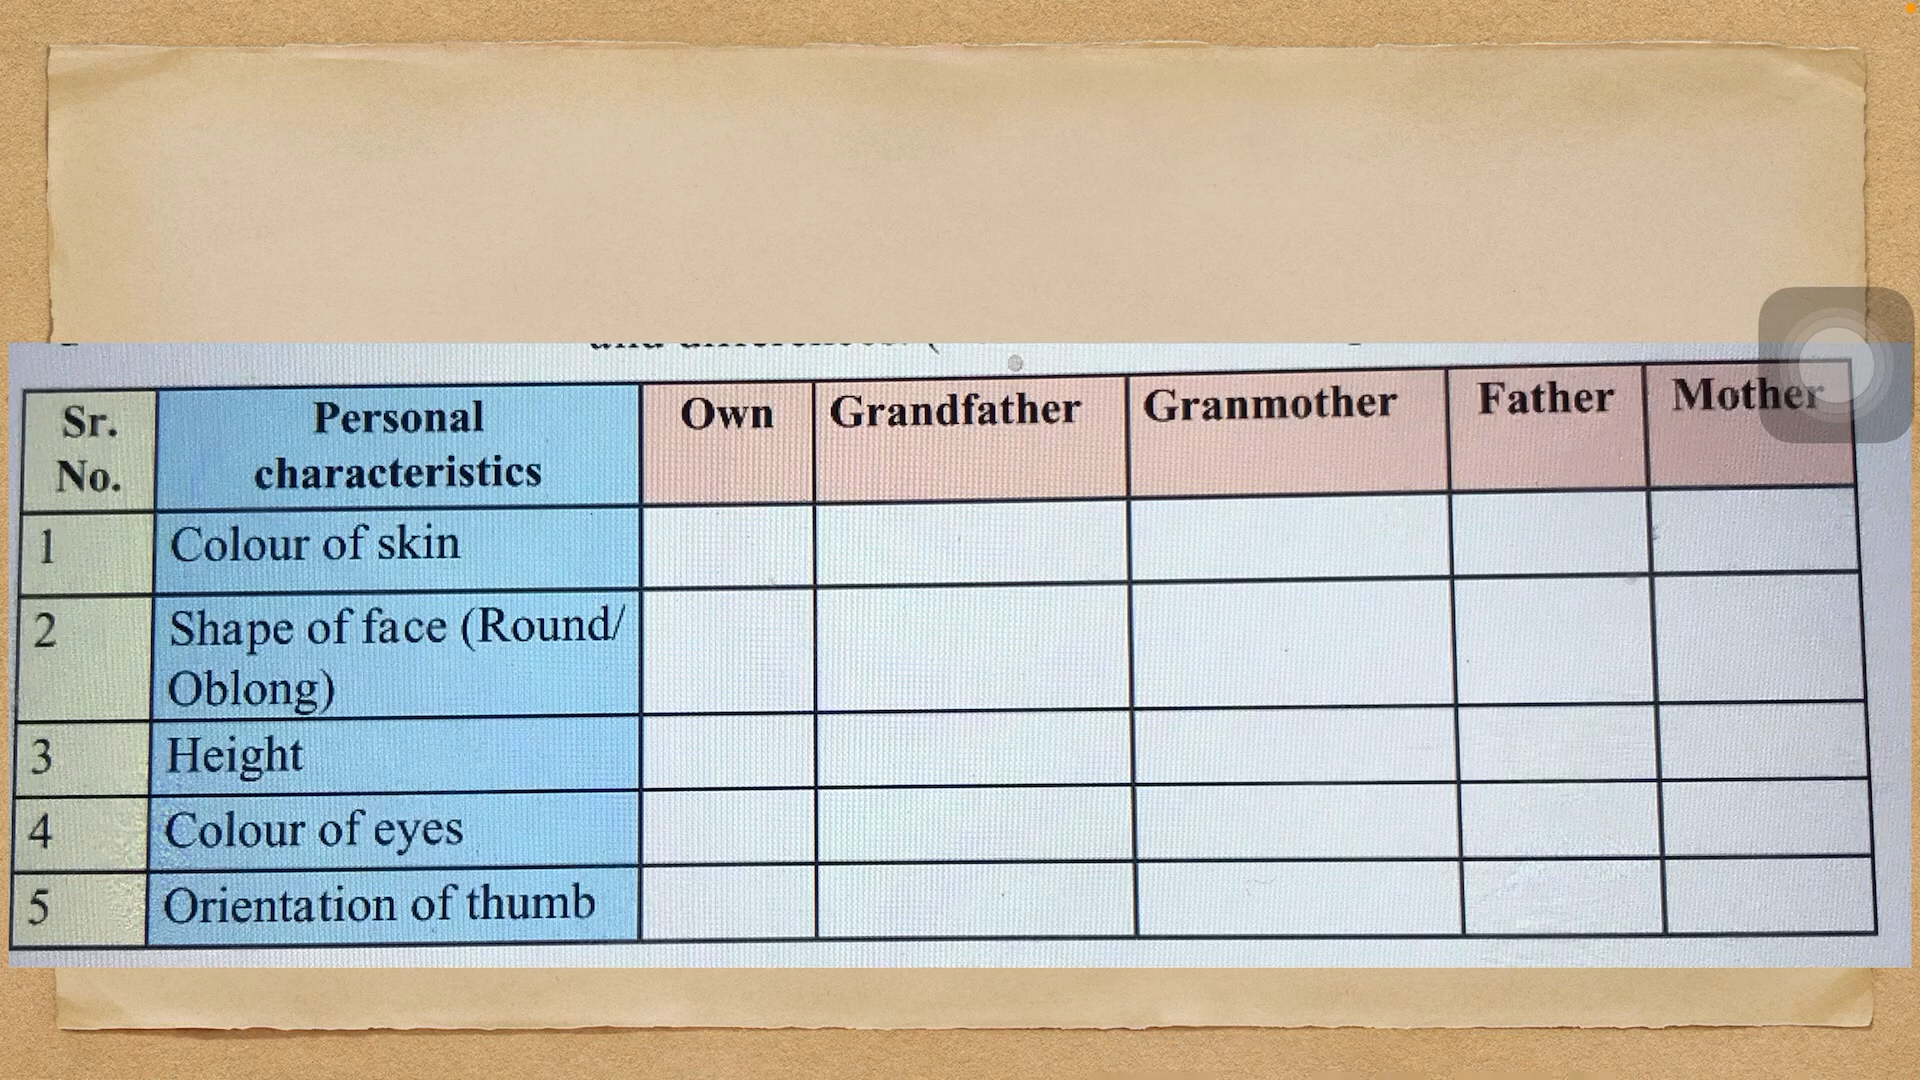 Sr. No.
Personal characteristics
Own
Grandfather
Granmother
Father
Mother
1
Colour of skin
2
Shape of face (Round/
Oblong)
3
Height
4
Colour of eyes
5
Orientation of thumb